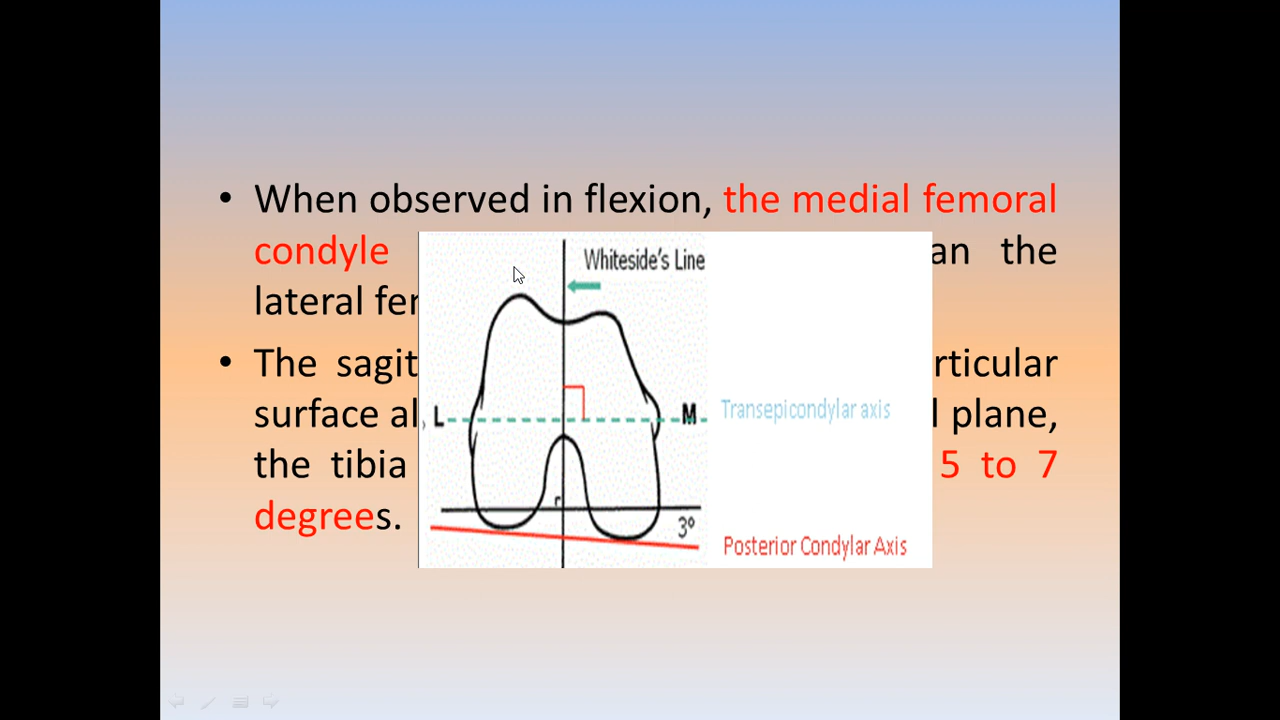 • When observed in flexion, the medial femoral
condyle an the
lateral fe
• The sagit rticular
surface al plane,
the tibia 5 to 7
degrees.
Whiteside's Line
L M
Transepicondylar axis
3°
Posterior Condylar Axis